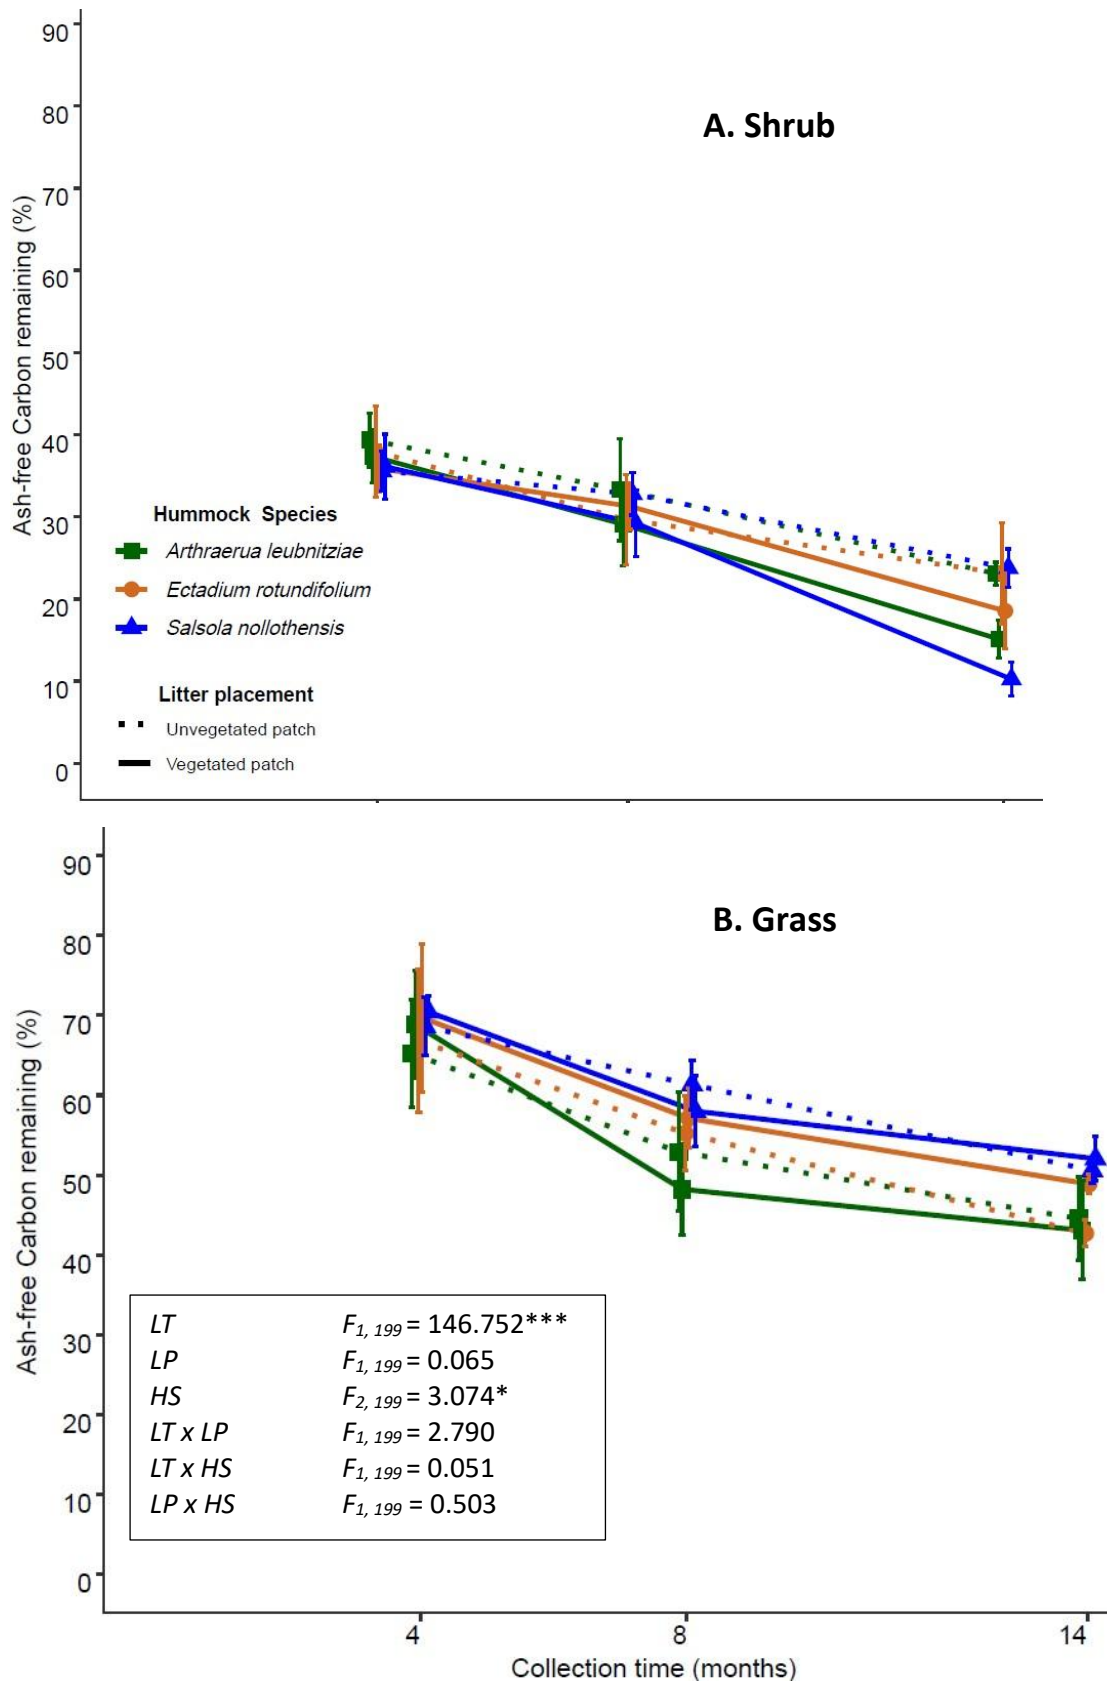 90
80
A. Shrub
70
60
50
40
30
20
10
0
Ash-free Carbon remaining (%)
Hummock Species
Arthraerua leubnitziae
Ectadium rotundifolium
Salsola nollothensis
Litter placement
Unvegetated patch
Vegetated patch
90
B. Grass
80
70
60
50
40
30
20
10
0
Ash-free Carbon remaining (%)
LT F1, 199 = 146.752***
LP F1, 199 = 0.065
HS F2, 199 = 3.074*
LT x LP F1, 199 = 2.790
LT x HS F1, 199 = 0.051
LP x HS F1, 199 = 0.503
4 8 14
Collection time (months)